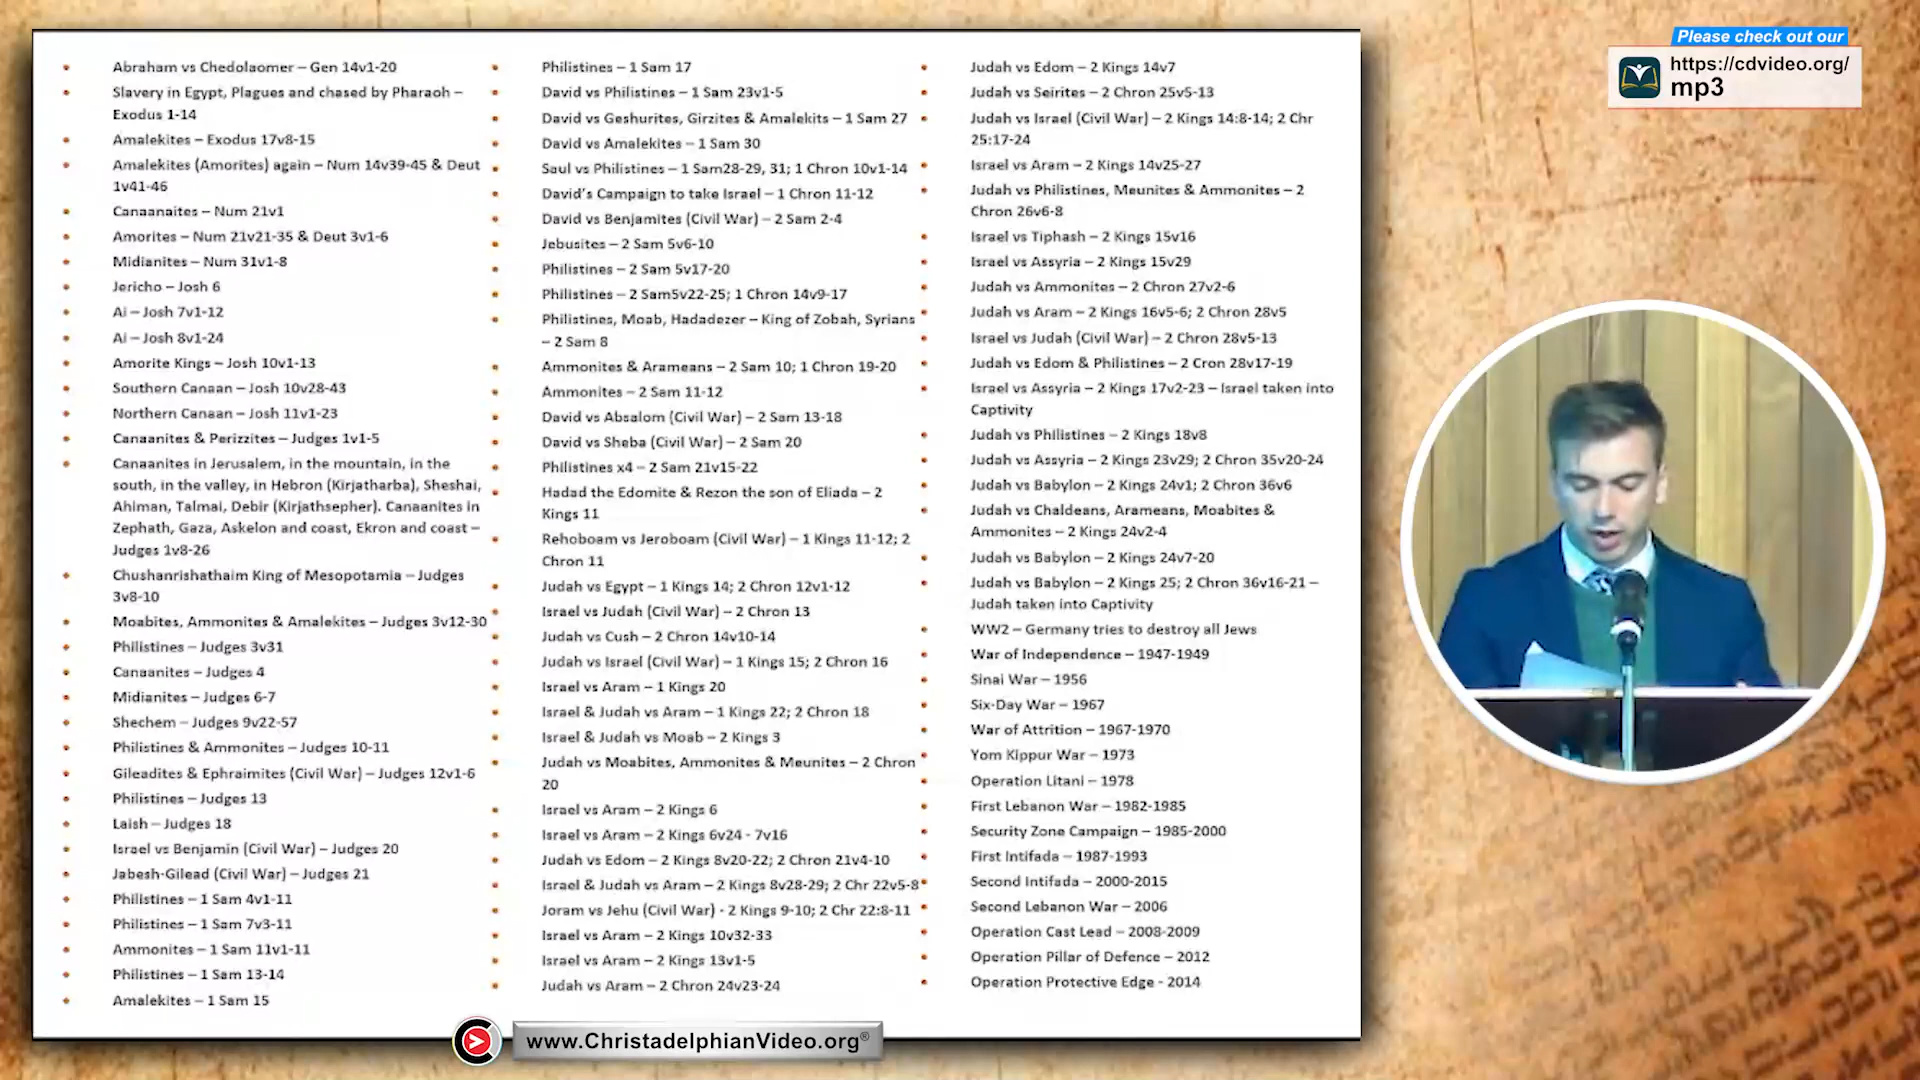 Abraham vs Chedolaomer – Gen 14v1-20
Slavery in Egypt, Plagues and chased by Pharaoh –
Exodus 1-14
Amalekites – Exodus 17v8-15
Amalekites (Amorites) again – Num 14v39-45 & Deut
1v41-46
Canaanaites – Num 21v1
Amorites – Num 21v21-35 & Deut 3v1-6
Midianites – Num 31v1-8
Jericho – Josh 6
Ai – Josh 7v1-12
Ai – Josh 8v1-24
Amorite Kings – Josh 10v1-13
Southern Canaan – Josh 10v28-43
Northern Canaan – Josh 11v1-23
Canaanites & Perizzites – Judges 1v1-5
Canaanites in Jerusalem, in the mountain, in the
south, in the valley, in Hebron (Kirjatharba), Sheshai,
Ahiman, Talmai, Debir (Kirjathsepher). Canaanites in
Zephath, Gaza, Askelon and coast, Ekron and coast –
Judges 1v8-26
Chushanrishathaim King of Mesopotamia – Judges
3v8-10
Moabites, Ammonites & Amalekites – Judges 3v12-30
Philistines – Judges 3v31
Canaanites – Judges 4
Midianites – Judges 6-7
Shechem – Judges 9v22-57
Philistines & Ammonites – Judges 10-11
Gileadites & Ephraimites (Civil War) – Judges 12v1-6
Philistines – Judges 13
Laish – Judges 18
Israel vs Benjamin (Civil War) – Judges 20
Jabesh-Gilead (Civil War) – Judges 21
Philistines – 1 Sam 4v1-11
Philistines – 1 Sam 7v3-11
Ammonites – 1 Sam 11v1-11
Philistines – 1 Sam 13-14
Amalekites – 1 Sam 15
Philistines – 1 Sam 17
David vs Philistines – 1 Sam 23v1-5
David vs Geshurites, Girzites & Amalekits – 1 Sam 27
David vs Amalekites – 1 Sam 30
Saul vs Philistines – 1 Sam28-29, 31; 1 Chron 10v1-14
David's Campaign to take Israel – 1 Chron 11-12
David vs Benjamites (Civil War) – 2 Sam 2-4
Jebusites – 2 Sam 5v6-10
Philistines – 2 Sam 5v17-20
Philistines – 2 Sam5v22-25; 1 Chron 14v9-17
Philistines, Moab, Hadadezer – King of Zobah, Syrians
– 2 Sam 8
Ammonites & Arameans – 2 Sam 10; 1 Chron 19-20
Ammonites – 2 Sam 11-12
David vs Absalom (Civil War) – 2 Sam 13-18
David vs Sheba (Civil War) – 2 Sam 20
Philistines x4 – 2 Sam 21v15-22
Hadad the Edomite & Rezon the son of Eliada – 2
Kings 11
Rehoboam vs Jeroboam (Civil War) – 1 Kings 11-12; 2
Chron 11
Judah vs Egypt – 1 Kings 14; 2 Chron 12v1-12
Israel vs Judah (Civil War) – 2 Chron 13
Judah vs Cush – 2 Chron 14v10-14
Judah vs Israel (Civil War) – 1 Kings 15; 2 Chron 16
Israel vs Aram – 1 Kings 20
Israel & Judah vs Aram – 1 Kings 22; 2 Chron 18
Israel & Judah vs Moab – 2 Kings 3
Judah vs Moabites, Ammonites & Meunites – 2 Chron
20
Israel vs Aram – 2 Kings 6
Israel vs Aram – 2 Kings 6v24 - 7v16
Judah vs Edom – 2 Kings 8v20-22; 2 Chron 21v4-10
Israel & Judah vs Aram – 2 Kings 8v28-29; 2 Chr 22v5-8
Joram vs Jehu (Civil War) - 2 Kings 9-10; 2 Chr 22:8-11
Israel vs Aram – 2 Kings 10v32-33
Israel vs Aram – 2 Kings 13v1-5
Judah vs Aram – 2 Chron 24v23-24
Judah vs Edom – 2 Kings 14v7
Judah vs Seirites – 2 Chron 25v5-13
Judah vs Israel (Civil War) – 2 Kings 14:8-14; 2 Chr
25:17-24
Israel vs Aram – 2 Kings 14v25-27
Judah vs Philistines, Meunites & Ammonites – 2
Chron 26v6-8
Israel vs Tiphash – 2 Kings 15v16
Israel vs Assyria – 2 Kings 15v29
Judah vs Ammonites – 2 Chron 27v2-6
Judah vs Aram – 2 Kings 16v5-6; 2 Chron 28v5
Israel vs Judah (Civil War) – 2 Chron 28v5-13
Judah vs Edom & Philistines – 2 Cron 28v17-19
Israel vs Assyria – 2 Kings 17v2-23 – Israel taken into
Captivity
Judah vs Philistines – 2 Kings 18v8
Judah vs Assyria – 2 Kings 23v29; 2 Chron 35v20-24
Judah vs Babylon – 2 Kings 24v1; 2 Chron 36v6
Judah vs Chaldeans, Arameans, Moabites &
Ammonites – 2 Kings 24v2-4
Judah vs Babylon – 2 Kings 24v7-20
Judah vs Babylon – 2 Kings 25; 2 Chron 36v16-21 –
Judah taken into Captivity
WW2 – Germany tries to destroy all Jews
War of Independence – 1947-1949
Sinai War – 1956
Six-Day War – 1967
War of Attrition – 1967-1970
Yom Kippur War – 1973
Operation Litani – 1978
First Lebanon War – 1982-1985
Security Zone Campaign – 1985-2000
First Intifada – 1987-1993
Second Intifada – 2000-2015
Second Lebanon War – 2006
Operation Cast Lead – 2008-2009
Operation Pillar of Defence – 2012
Operation Protective Edge - 2014
Please check out our
https://cdvideo.org/
mp3
www.ChristadelphianVideo.org®